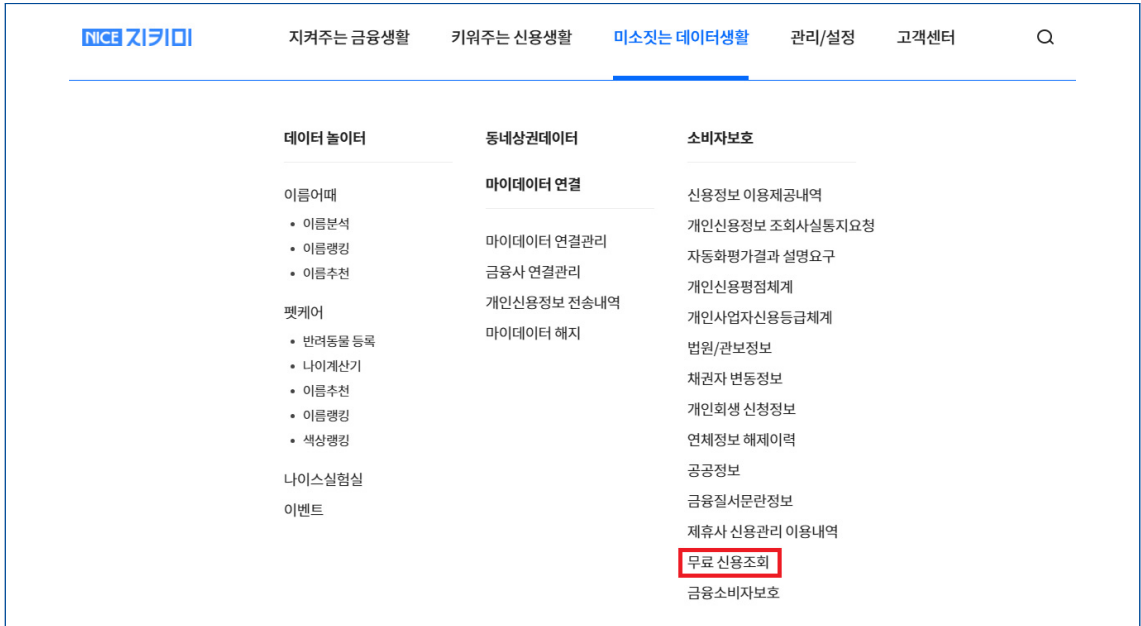 NICE 지키미
지켜주는 금융생활 키워주는 신용생활 미소짓는 데이터생활 관리/설정 고객센터
데이터 놀이터
이름어때
• 이름분석
• 이름랭킹
• 이름추천
펫케어
• 반려동물 등록
• 나이계산기
• 이름추천
• 이름랭킹
• 색상랭킹
나이스실험실
이벤트
동네상권데이터
마이데이터 연결
마이데이터 연결관리
금융사 연결관리
개인신용정보 전송내역
마이데이터 해지
소비자보호
신용정보 이용제공내역
개인신용정보 조회사실통지요청
자동화평가결과 설명요구
개인신용평점체계
개인사업자신용등급체계
법원/관보정보
채권자 변동정보
개인회생 신청정보
연체정보 해제이력
공공정보
금융질서문란정보
제휴사 신용관리 이용내역
무료 신용조회
금융소비자보호